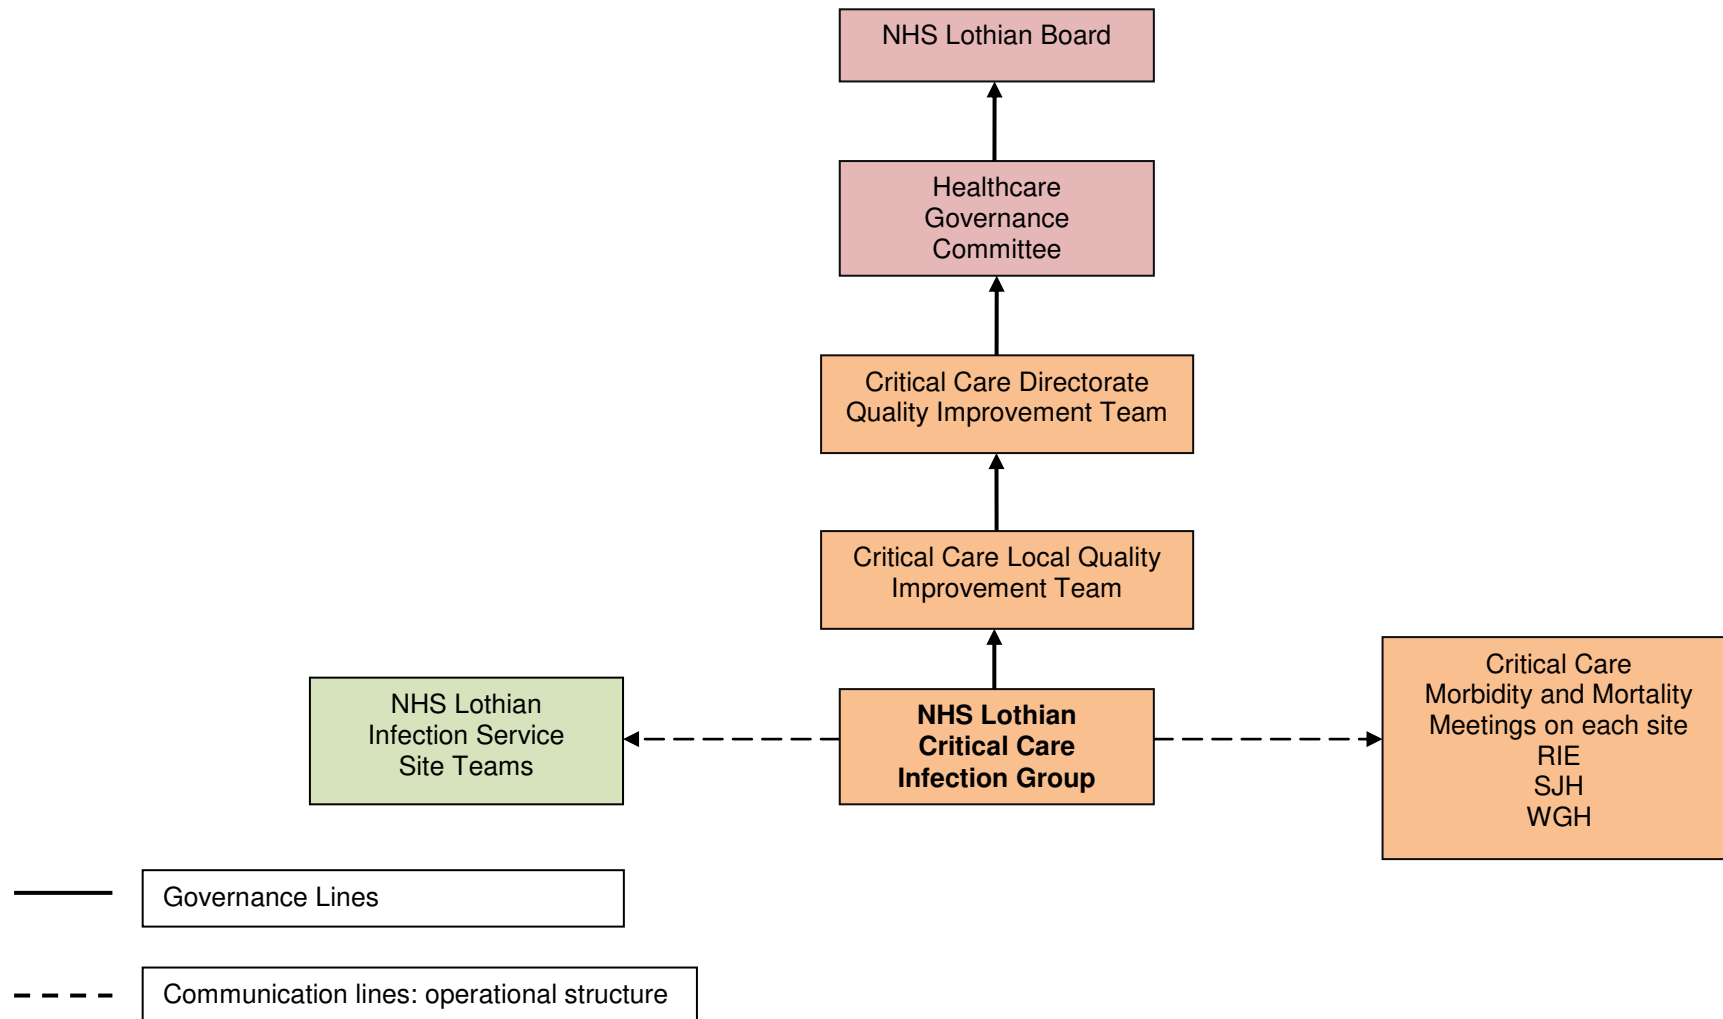 NHS Lothian Board
Healthcare
Governance
Committee
Critical Care Directorate
Quality Improvement Team
Critical Care Local Quality
Improvement Team
NHS Lothian
Infection Service
Site Teams
NHS Lothian
Critical Care
Infection Group
Critical Care
Morbidity and Mortality
Meetings on each site
RIE
SJH
WGH
Governance Lines
Communication lines: operational structure